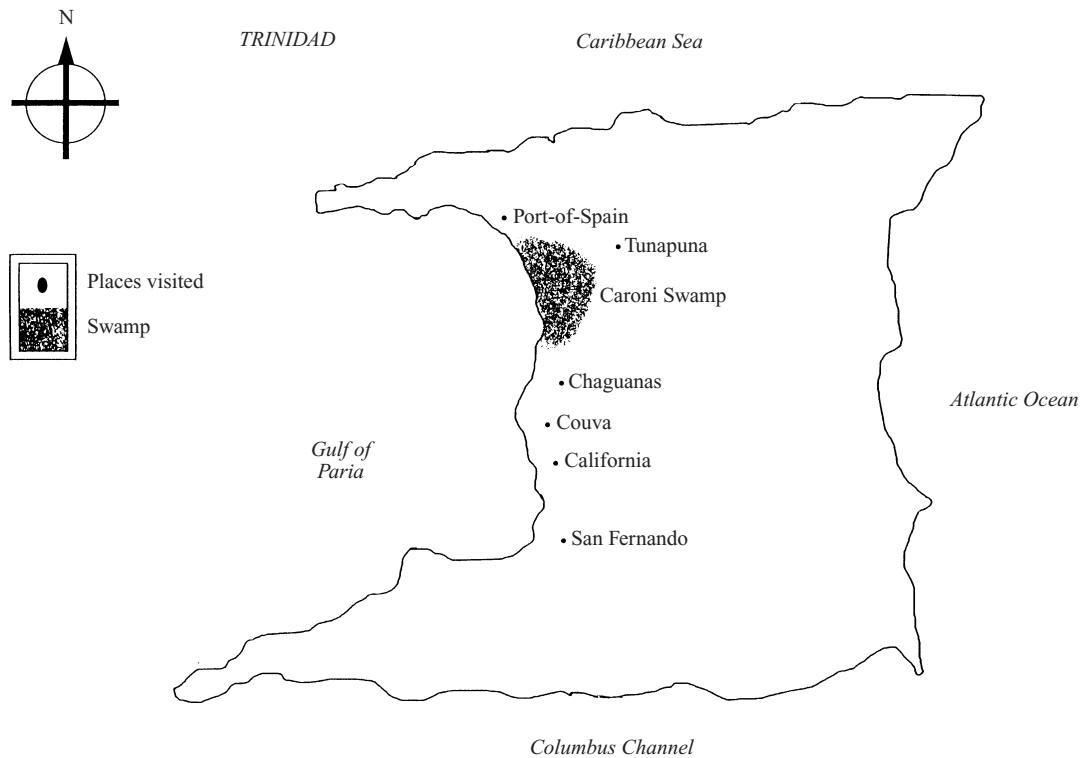 N
TRINIDAD
Caribbean Sea
Port-of-Spain
Tunapuna
Places visited
Caroni Swamp
Swamp
Chaguanas
Atlantic Ocean
Couva
Gulf of
Paria
California
San Fernando
Columbus Channel